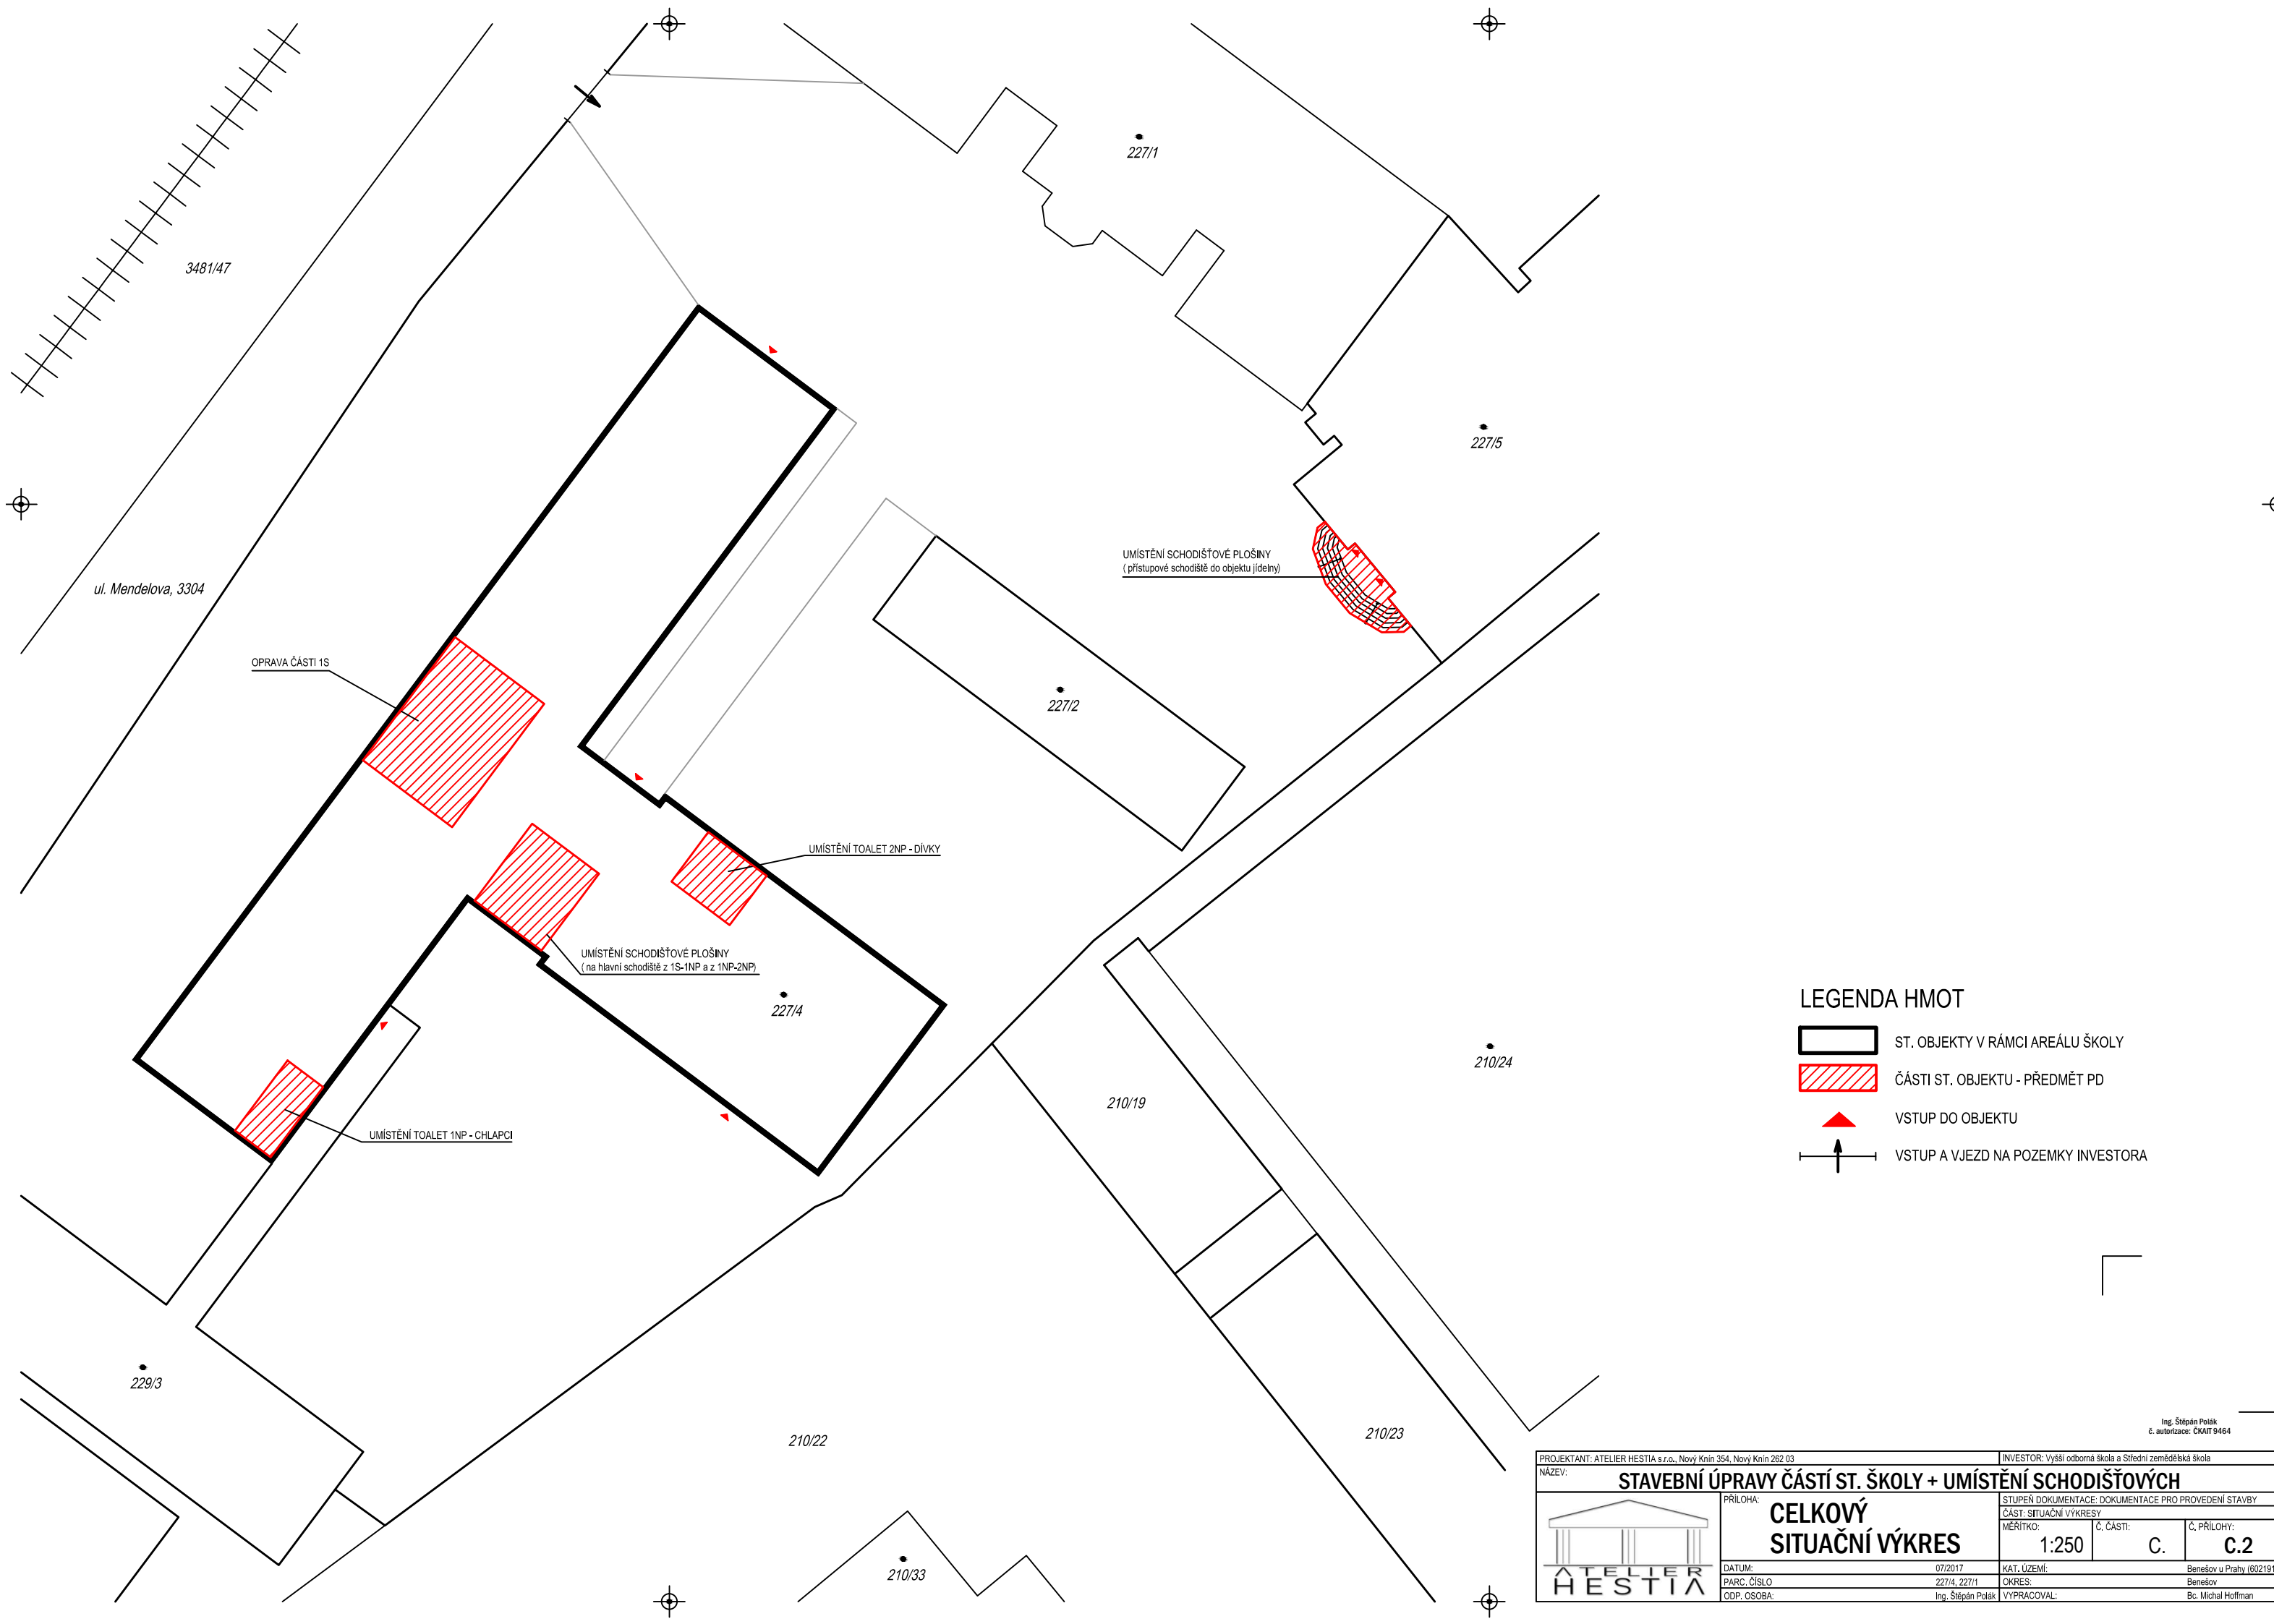 227/1
3481/47
227/5
UMÍSTĚNÍ SCHODIŠŤOVÉ PLOŠINY
( přístupové schodiště do objektu jídelny)
ul. Mendelova, 3304
OPRAVA ČÁSTI 1S
227/2
UMÍSTĚNÍ TOALET 2NP - DÍVKY
UMÍSTĚNÍ SCHODIŠŤOVÉ PLOŠINY
( na hlavní schodiště z 1S-1NP a z 1NP-2NP)
227/4
LEGENDA HMOT
ST. OBJEKTY V RÁMCI AREÁLU ŠKOLY
ČÁSTI ST. OBJEKTU - PŘEDMĚT PD
VSTUP DO OBJEKTU
VSTUP A VJEZD NA POZEMKY INVESTORA
210/24
210/19
UMÍSTĚNÍ TOALET 1NP - CHLAPCI
229/3
210/22
210/23
210/33
Ing. Štěpán Polák
č. autorizace: ČKAIT 9464
PROJEKTANT: ATELIER HESTIA s.r.o., Nový Knín 354, Nový Knín 262 03
INVESTOR: Vyšší odborná škola a Střední zemědělská škola
NÁZEV:
STAVEBNÍ ÚPRAVY ČÁSTÍ ST. ŠKOLY + UMÍSTĚNÍ SCHODIŠŤOVÝCH
ATELIER
HESTIA
PŘÍLOHA:
CELKOVÝ
SITUAČNÍ VÝKRES
STUPEŇ DOKUMENTACE: DOKUMENTACE PRO PROVEDENÍ STAVBY
ČÁST: SITUAČNÍ VÝKRESY
MĚŘÍTKO:
1:250
Č. ČÁSTI:
C.
Č. PŘÍLOHY:
C.2
DATUM: 07/2017
KAT. ÚZEMÍ: Benešov u Prahy (602191
PARC. ČÍSLO 227/4, 227/1
OKRES: Benešov
ODP. OSOBA: Ing. Štěpán Polák
VYPRACOVAL: Bc. Michal Hoffman